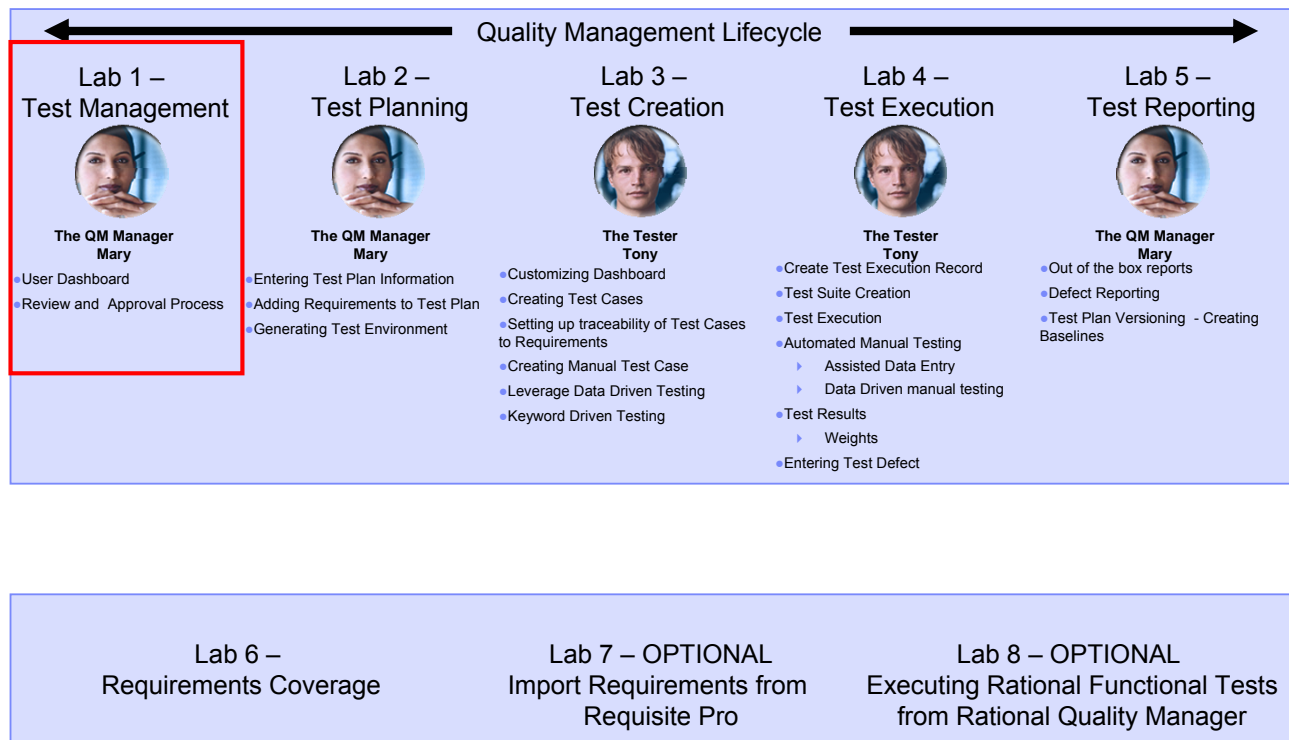 Quality Management Lifecycle
Lab 1 –
Test Management
The QM Manager
Mary
●User Dashboard
●Review and Approval Process
Lab 2 –
Test Planning
The QM Manager
Mary
●Entering Test Plan Information
●Adding Requirements to Test Plan
●Generating Test Environment
Lab 3 –
Test Creation
The Tester
Tony
●Customizing Dashboard
●Creating Test Cases
●Setting up traceability of Test Cases
to Requirements
●Creating Manual Test Case
●Leverage Data Driven Testing
●Keyword Driven Testing
Lab 4 –
Test Execution
The Tester
Tony
●Create Test Execution Record
●Test Suite Creation
●Test Execution
●Automated Manual Testing
Assisted Data Entry
Data Driven manual testing
●Test Results
Weights
●Entering Test Defect
Lab 5 –
Test Reporting
The QM Manager
Mary
●Out of the box reports
●Defect Reporting
●Test Plan Versioning - Creating
Baselines
Lab 6 –
Requirements Coverage
Lab 7 – OPTIONAL
Import Requirements from
Requisite Pro
Lab 8 – OPTIONAL
Executing Rational Functional Tests
from Rational Quality Manager